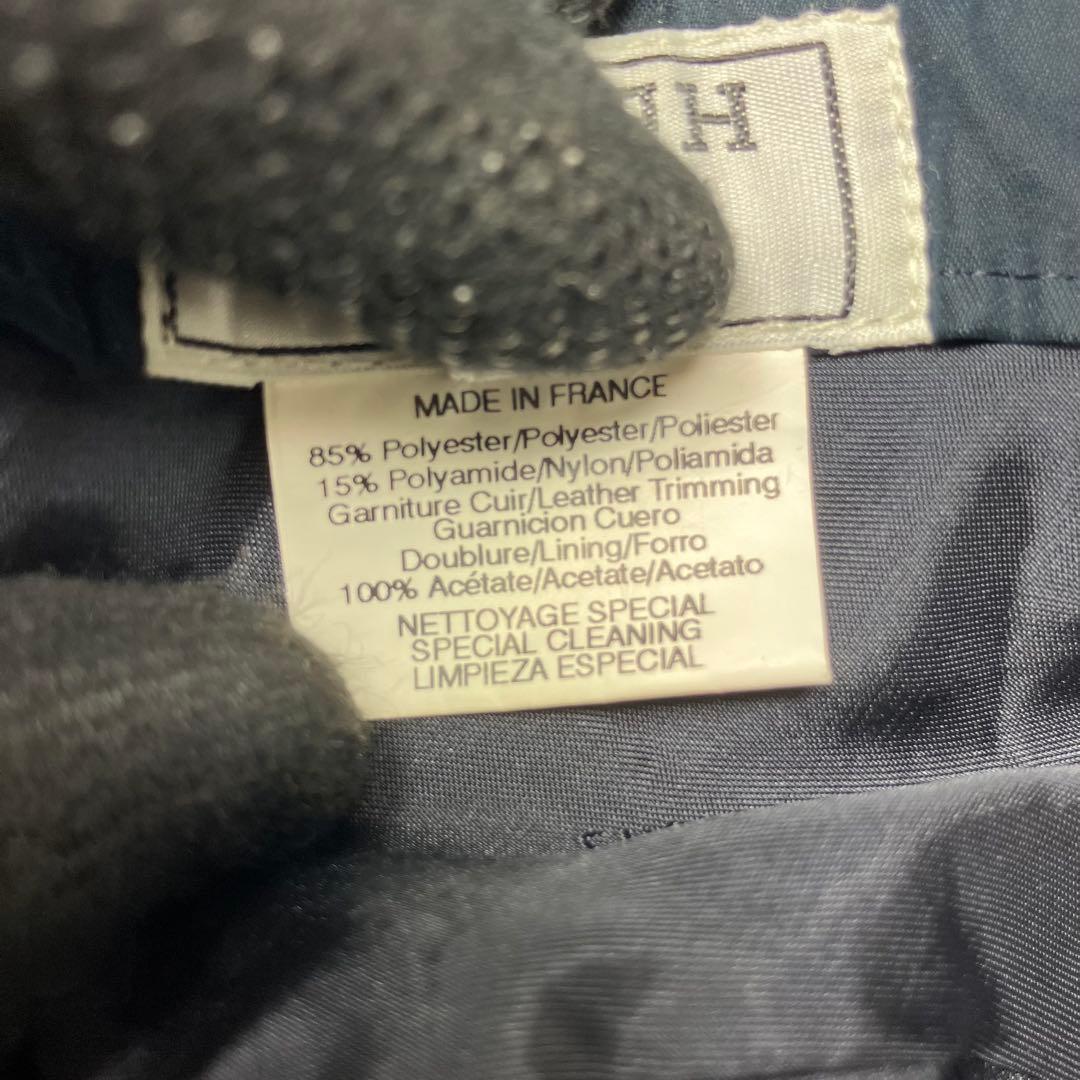 MADE IN FRANCE
85% Polyester/Polyester/Poliester
15% Polyamide/Nylon/Poliamida
Garniture Cuir/Leather Trimming
Guarnicion Cuero
Doublure/Lining/Forro
100% Acétate/Acetate/Acetato
NETTOYAGE SPECIAL
SPECIAL CLEANING
LIMPIEZA ESPECIAL